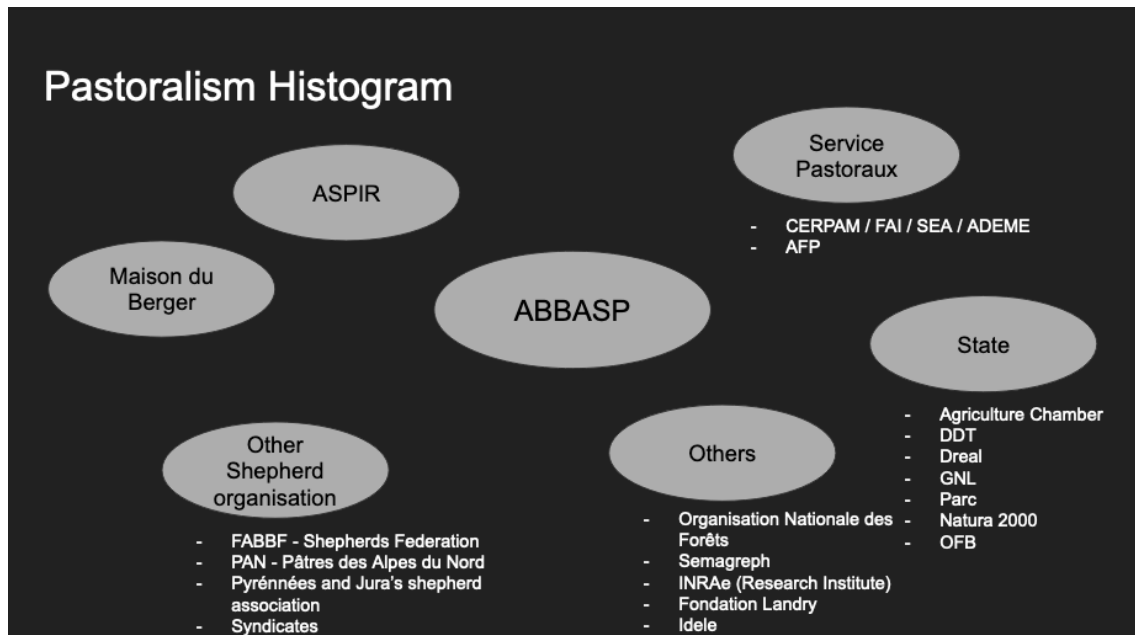 Pastoralism Histogram
ASPIR
Service
Pastoraux
- CERPAM / FAI / SEA / ADEME
- AFP
Maison du
Berger
ABBASP
State
- Agriculture Chamber
- DDT
- Dreal
- GNL
- Parc
- Natura 2000
- OFB
Other
Shepherd
organisation
- FABBF - Shepherds Federation
- PAN - Pâtres des Alpes du Nord
- Pyrénnées and Jura's shepherd
association
- Syndicates
Others
- Organisation Nationale des
Forêts
- Semagreph
- INRAe (Research Institute)
- Fondation Landry
- Idele